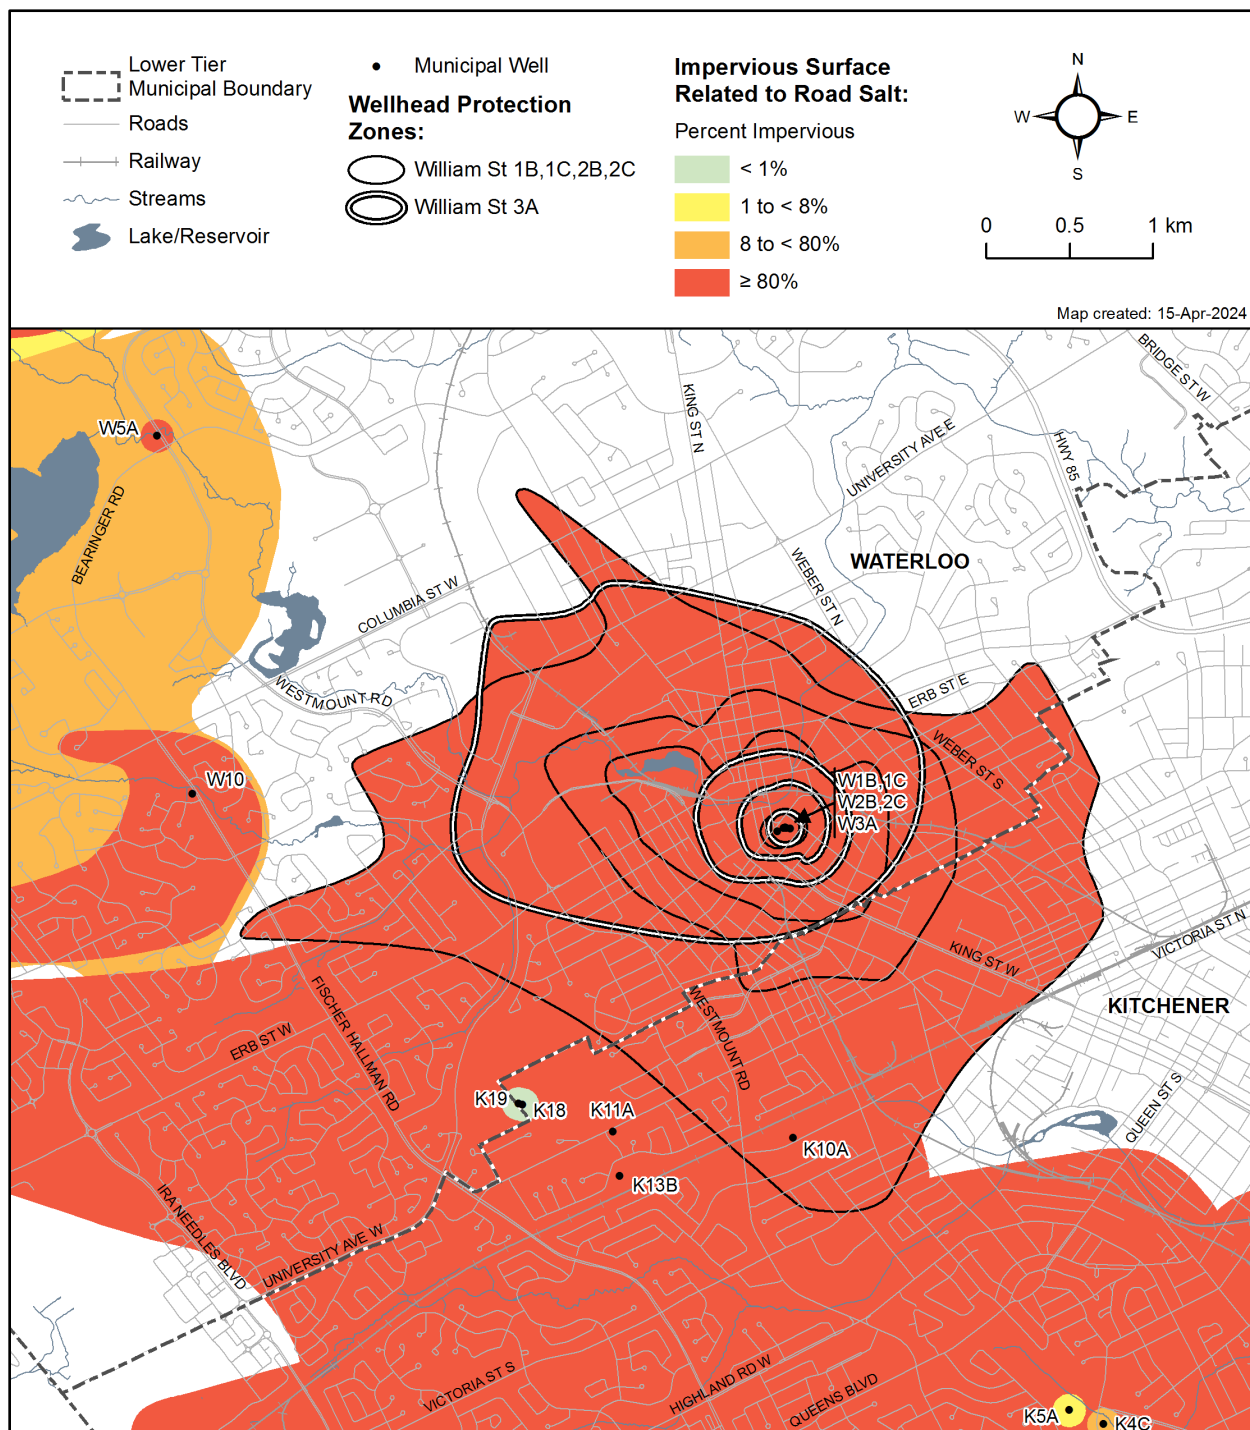 Lower Tier
Municipal Boundary
Roads
Railway
Streams
Lake/Reservoir
Municipal Well
Wellhead Protection
Zones:
William St 1B,1C,2B,2C
William St 3A
Impervious Surface
Related to Road Salt:
Percent Impervious
< 1%
1 to < 8%
8 to < 80%
≥ 80%
N
W
E
S
0
0.5
1 km
Map created: 15-Apr-2024
BRIDGE ST W
KING ST N
W5A
UNIVERSITY AVE E
HWY 85
BEARINGER RD
WATERLOO
WEBER ST N
COLUMBIA ST W
WESTMOUNT RD
ERB ST E
WEBER ST S
W10
W1B,1C
W2B,2C
W3A
VICTORIA ST N
KING ST W
KITCHENER
FISCHER HALLMAN RD
WESTMOUNT RD
ERB ST W
K19
K18
K11A
K10A
QUEEN ST S
K13B
IRA NEEDLES BLVD
UNIVERSITY AVE W
VICTORIA ST S
HIGHLAND RD W
QUEENS BLVD
K5A
K4C